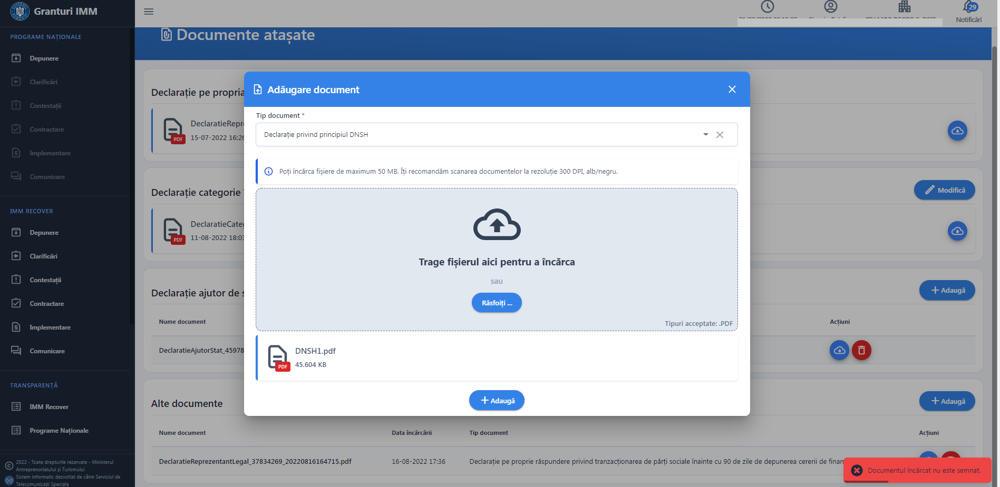 Granturi IMM
PROGRAME NAȚIONALE
Depunere
Clarificări
Contestații
Contractare
Implementare
Comunicare
IMM RECOVER
Depunere
Clarificări
Contestații
Contractare
Implementare
Comunicare
TRANSPARENȚĂ
IMM Recover
Programe Naționale
2022 - Toate drepturile rezervate - Ministerul
Antreprenoriatului și Turismului
Sistem informatic dezvoltat de către Serviciul de
Telecomunicații Speciale
29
Notificări
Documente atașate
Declarație pe propria
DeclaratieRepr
15-07-2022 16:26
PDF
Declarație categorie
Modifică
DeclaratieCate
11-08-2022 18:03
PDF
Declarație ajutor de s
Adaugă
Nume document
Acțiuni
DeclaratieAjutorStat_45978
Alte documente
Adaugă
Nume document
Data încărcării
Tip document
Acțiuni
DeclaratieReprezentantLegal_37834269_20220816164715.pdf
16-08-2022 17:36
Declarație pe proprie răspundere privind tranzacționarea de părți sociale înainte cu 90 de zile de depunerea cererii de finan
Adăugare document
Tip document *
Declarație privind principiul DNSH
Poți încărca fișiere de maximum 50 MB. Îți recomandăm scanarea documentelor la rezoluție 300 DPI, alb/negru.
Trage fișierul aici pentru a încărca
sau
Răsfoiți ...
Tipuri acceptate: .PDF
DNSH1.pdf
45.604 KB
PDF
Adaugă
Documentul încărcat nu este semnat.